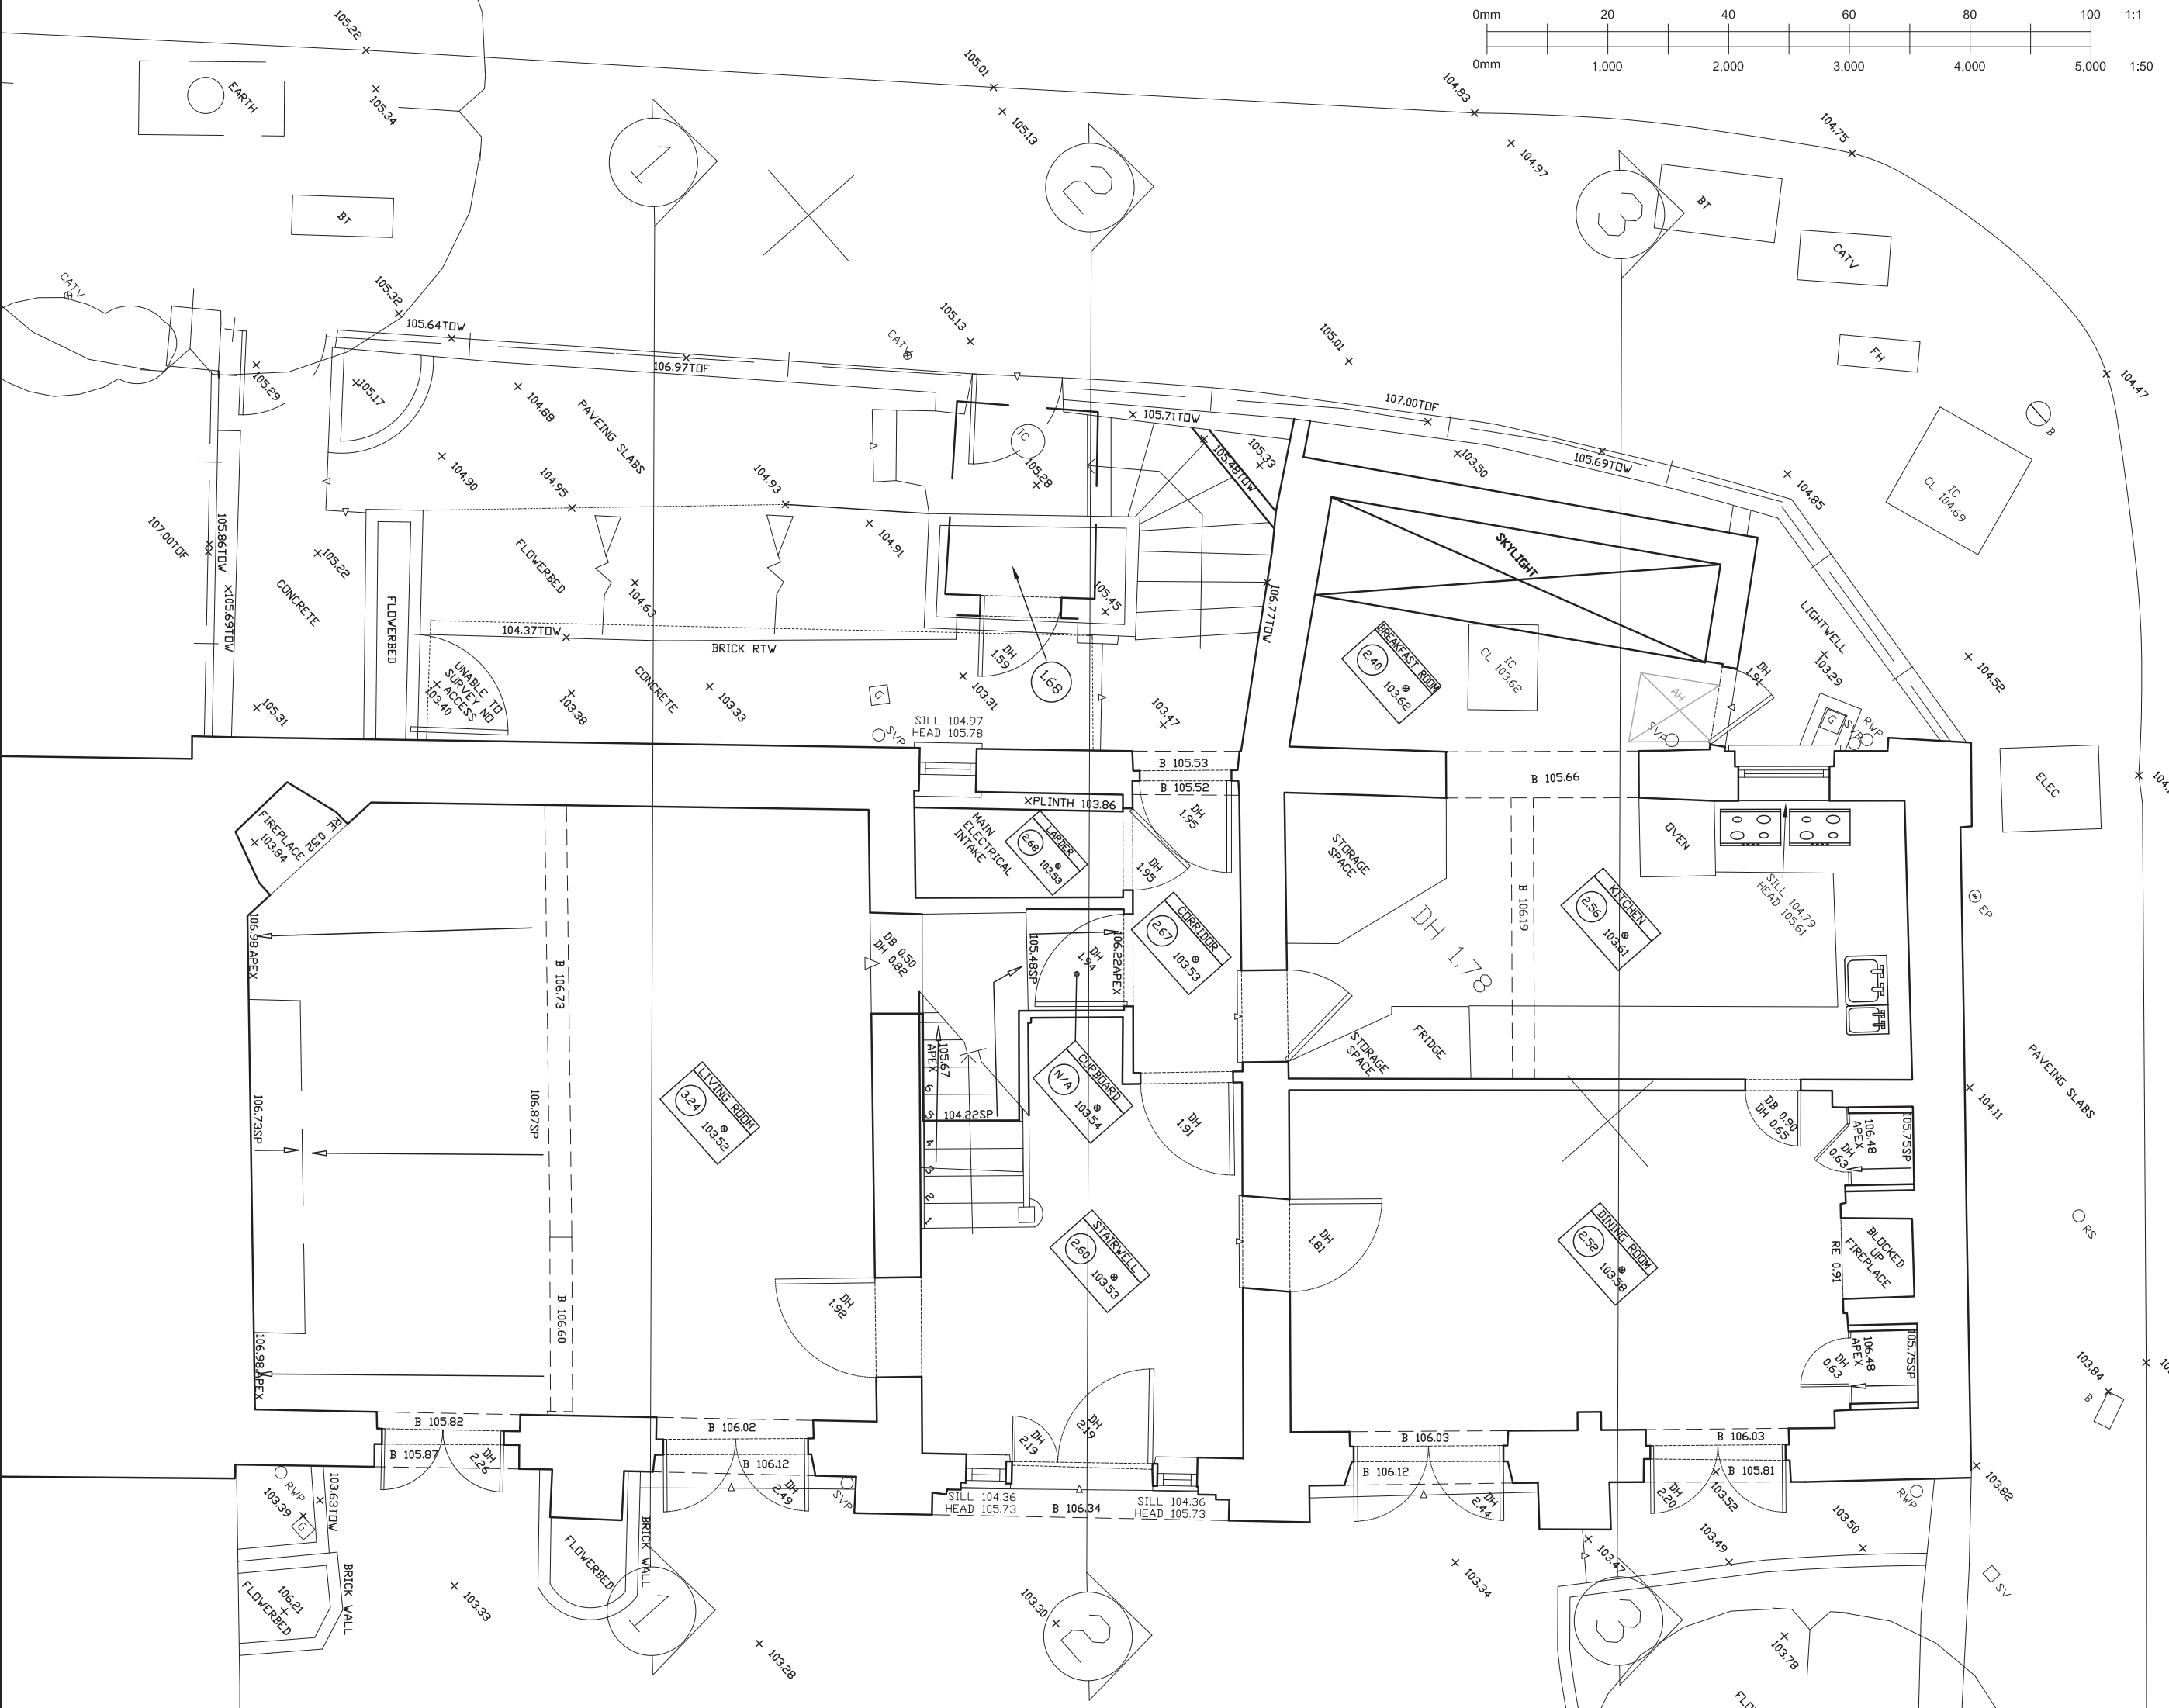 0mm 20 40 60 80 100 1:1
0mm 1,000 2,000 3,000 4,000 5,000 1:50
105.22
105.01
104.83
104.75
EARTH
105.34
105.13
104.97
1
2
3
BT
BT
CATV
CATV
105.32
105.64TOW
CATV
105.13
105.01
FH
104.47
105.29
105.17
106.97TOF
104.88
PAVEING SLABS
105.71TOW
107.00TOF
B
IC
105.28
105.48TOW
105.33
103.50
105.69TOW
104.85
IC
CL 104.69
104.90
104.95
104.93
107.00TOF
105.86TOW
105.22
FLOWERBED
104.91
SKYLIGHT
CONCRETE
105.69TOW
FLOWERBED
104.63
105.45
106.77TOW
LIGHTWELL
104.37TOW
BRICK RTW
DH
1.59
1.68
BREAKFAST ROOM
2.40
103.62
IC
CL 103.62
103.29
104.52
UNABLE TO
SURVEY NO
ACCESS
103.40
CONCRETE
103.38
103.33
G
103.31
103.47
AH
DH
1.91
105.31
SILL 104.97
HEAD 105.78
SVP
SVP
G
SVP
RWP
B 105.53
B 105.52
B 105.66
ELEC
PLINTH 103.86
FIREPLACE
103.84
RE 0.52
MAIN
ELECTRICAL
INTAKE
LARDER
2.68
103.53
DH
1.95
DH
1.95
STORAGE
SPACE
OVEN
SILL 104.79
HEAD 105.61
B 106.19
KITCHEN
2.56
103.61
EP
106.98APEX
B 106.73
DB 0.50
DH 0.82
105.48SP
DH
1.94
106.22APEX
CORRIDOR
2.67
103.53
DH 1.78
105.67
APEX
STORAGE
SPACE
FRIDGE
PAVEING SLABS
106.73SP
106.87SP
LIVING ROOM
3.24
103.52
6
5
104.22SP
4
3
2
1
CUPBOARD
N/A
103.54
DH
1.91
DB 0.90
DH 0.65
DH
0.63
106.48
APEX
105.75SP
104.11
STAIRWELL
2.60
103.53
DH
1.81
DINING ROOM
2.52
103.58
BLOCKED
UP
FIREPLACE
RE 0.91
RS
B 106.60
DH
1.92
106.98APEX
DH
0.63
106.48
APEX
105.75SP
103.84
B
B 105.82
B 105.87
DH
2.26
B 106.02
B 106.12
DH
2.49
SVP
DH
2.19
DH
2.19
SILL 104.36
HEAD 105.73
B 106.34
SILL 104.36
HEAD 105.73
B 106.03
B 106.12
DH
2.44
B 106.03
B 105.81
DH
2.20
103.52
RWP
103.82
RWP
103.39
G
103.63TOW
BRICK WALL
FLOWERBED
103.47
103.49
103.50
103.34
106.21
FLOWERBED
BRICK WALL
103.33
1
103.28
103.30
2
3
103.78
SV